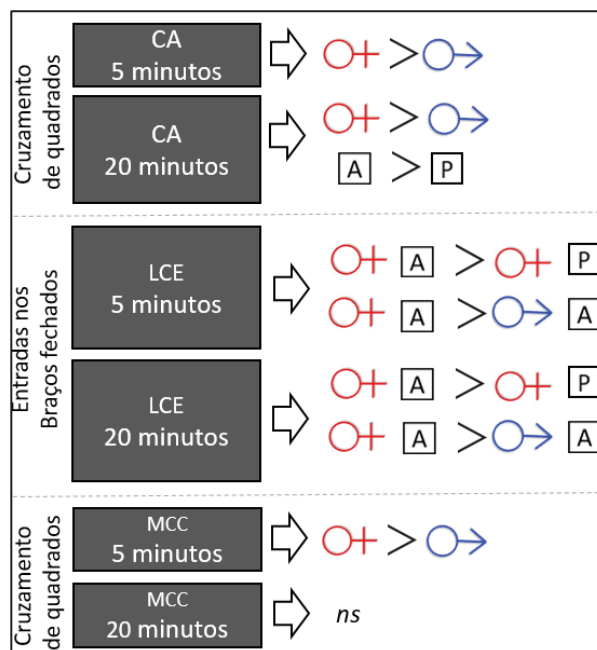 Cruzamento
de quadrados
CA
5 minutos
>
CA
20 minutos
>
A > P
Entradas nos
Braços fechados
LCE
5 minutos
A > P
A > A
LCE
20 minutos
A > P
A > A
Cruzamento
de quadrados
MCC
5 minutos
>
MCC
20 minutos
ns